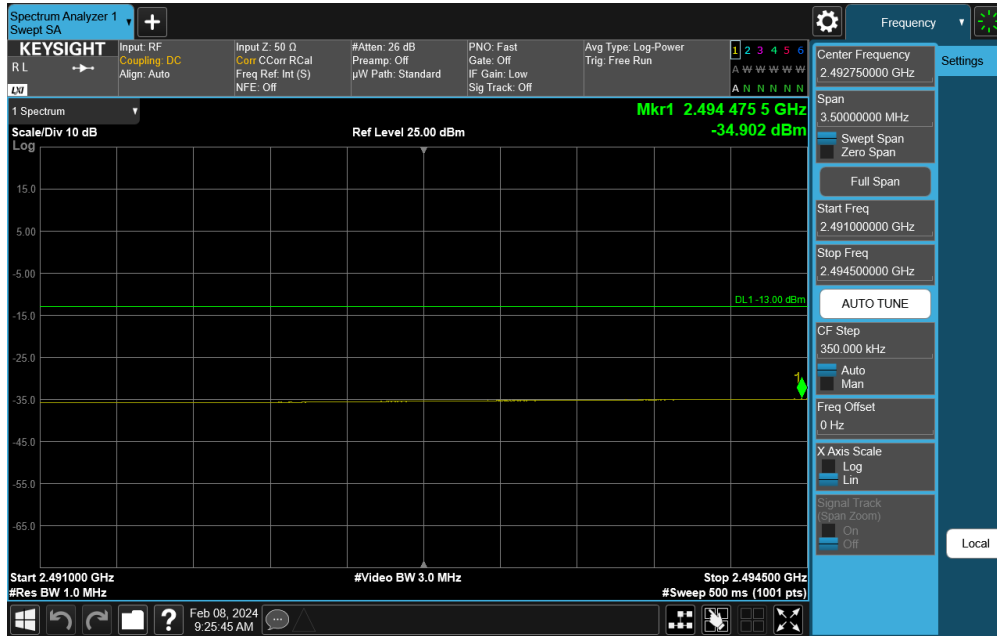 Spectrum Analyzer 1
Swept SA
+
Frequency
KEYSIGHT
R L
LXI
Input: RF
Coupling: DC
Align: Auto
Input Z: 50 Ω
Corr CCorr RCal
Freq Ref: Int (S)
NFE: Off
#Atten: 26 dB
Preamp: Off
µW Path: Standard
PNO: Fast
Gate: Off
IF Gain: Low
Sig Track: Off
Avg Type: Log-Power
Trig: Free Run
1 2 3 4 5 6
A W W W W W
A N N N N N
1 Spectrum
Scale/Div 10 dB
Log
Ref Level 25.00 dBm
Mkr1 2.494 475 5 GHz
-34.902 dBm
15.0
5.00
-5.00
-15.0
-25.0
-35.0
-45.0
-55.0
-65.0
DL1 -13.00 dBm
1
Start 2.491000 GHz
#Res BW 1.0 MHz
#Video BW 3.0 MHz
Stop 2.494500 GHz
#Sweep 500 ms (1001 pts)
Center Frequency
2.492750000 GHz
Span
3.50000000 MHz
Swept Span
Zero Span
Full Span
Start Freq
2.491000000 GHz
Stop Freq
2.494500000 GHz
AUTO TUNE
CF Step
350.000 kHz
Auto
Man
Freq Offset
0 Hz
X Axis Scale
Log
Lin
Signal Track
(Span Zoom)
On
Off
Settings
Local
?
Feb 08, 2024
9:25:45 AM